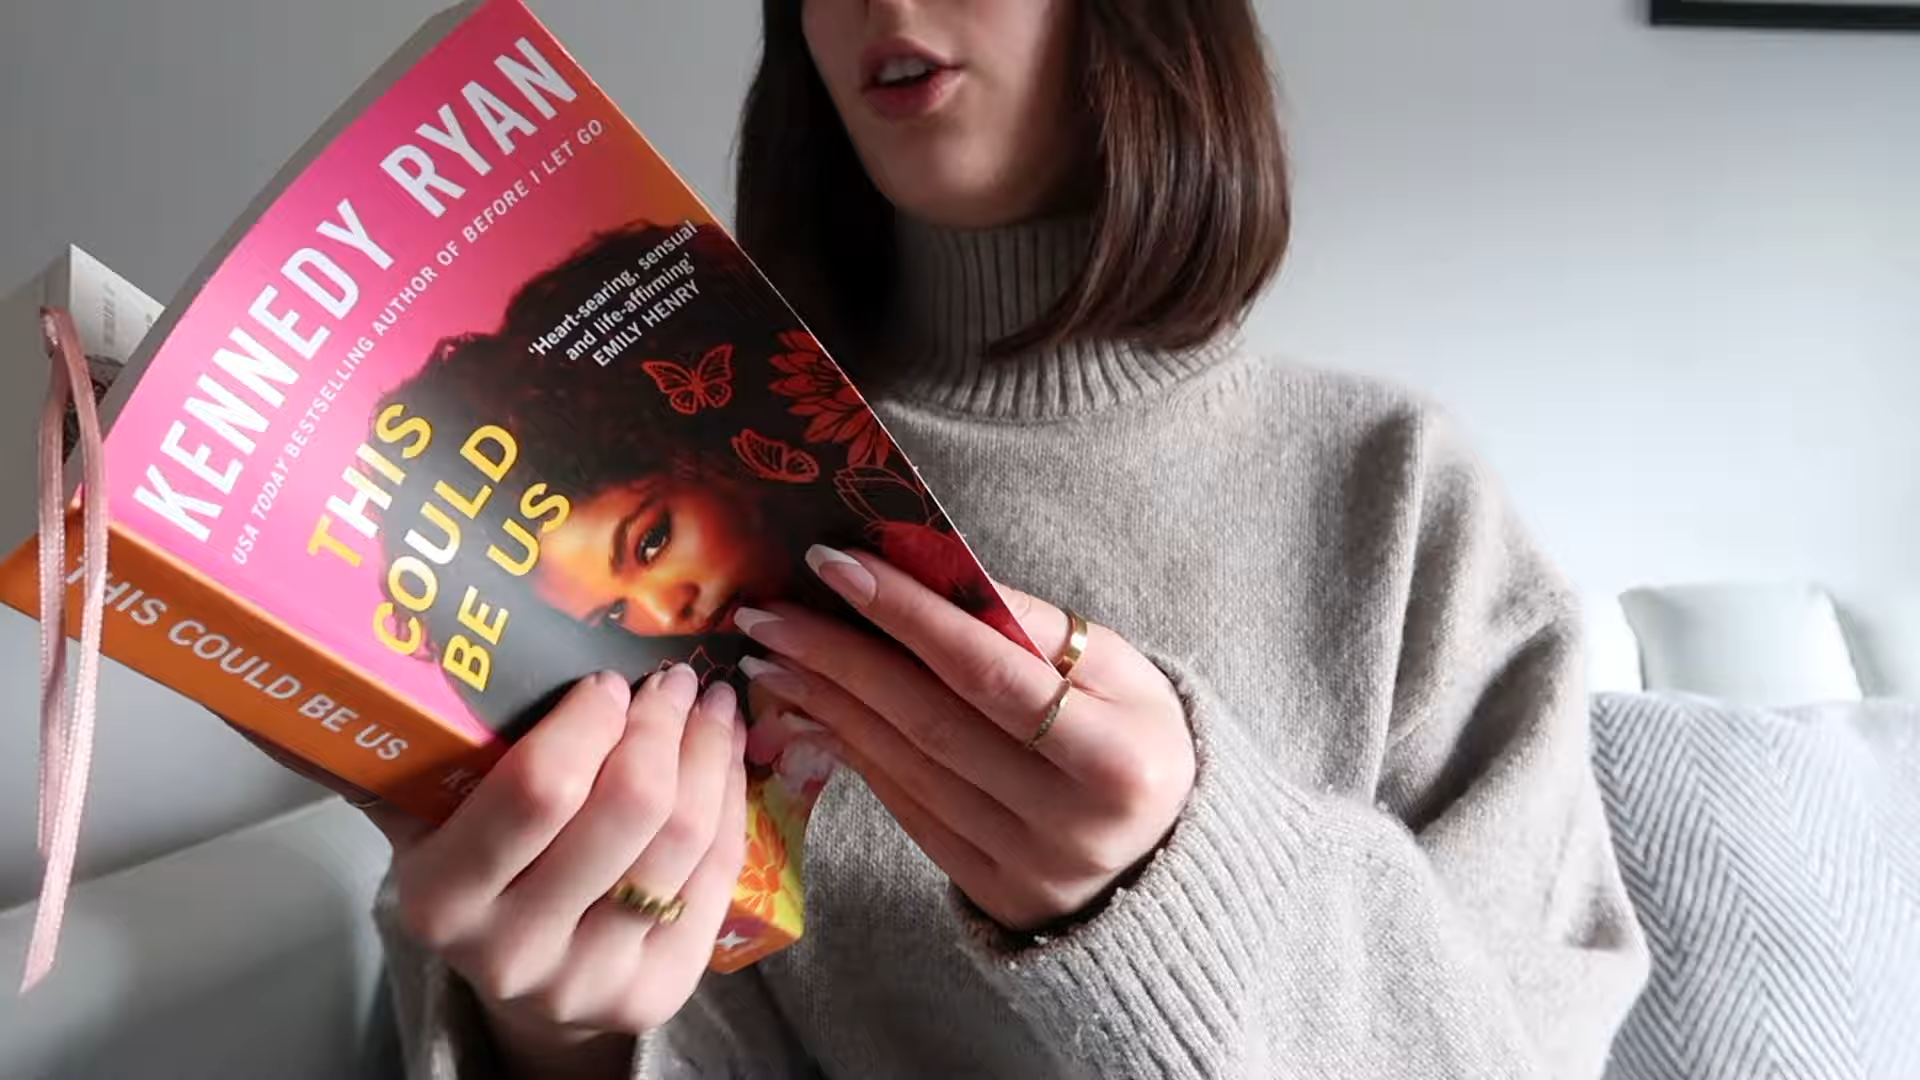 KENNEDY RYAN
USA TODAY BESTSELLING AUTHOR OF BEFORE I LET GO
'Heart-searing, sensual
and life-affirming'
EMILY HENRY
THIS
COULD
BE US
THIS COULD BE US